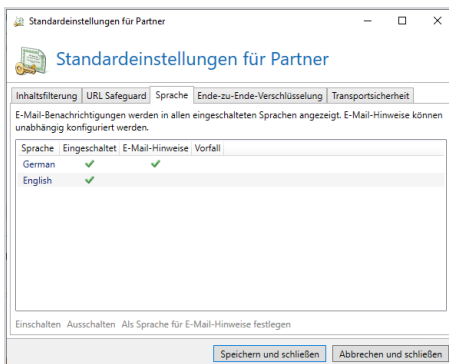 Standardeinstellungen für Partner
Standardeinstellungen für Partner
Inhaltsfilterung URL Safeguard Sprache Ende-zu-Ende-Verschlüsselung Transportsicherheit
E-Mail-Benachrichtigungen werden in allen eingeschalteten Sprachen angezeigt. E-Mail-Hinweise können
unabhängig konfiguriert werden.
Sprache Eingeschaltet E-Mail-Hinweise Vorfall
German
English
Einschalten Ausschalten Als Sprache für E-Mail-Hinweise festlegen
Speichern und schließen Abbrechen und schließen